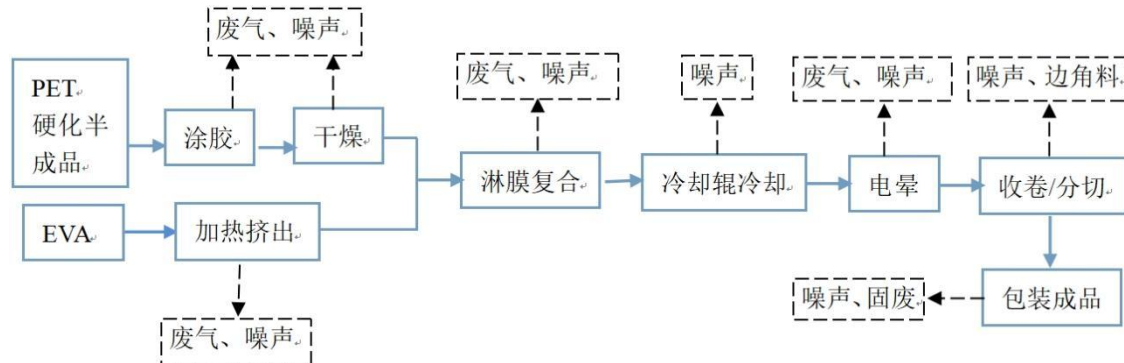 废气、噪声
废气、噪声
噪声
废气、噪声
噪声、边角料
PET
硬化半
成品
涂胶
干燥
淋膜复合
冷却辊冷却
电晕
收卷/分切
EVA
加热挤出
噪声、固废
包装成品
废气、噪声